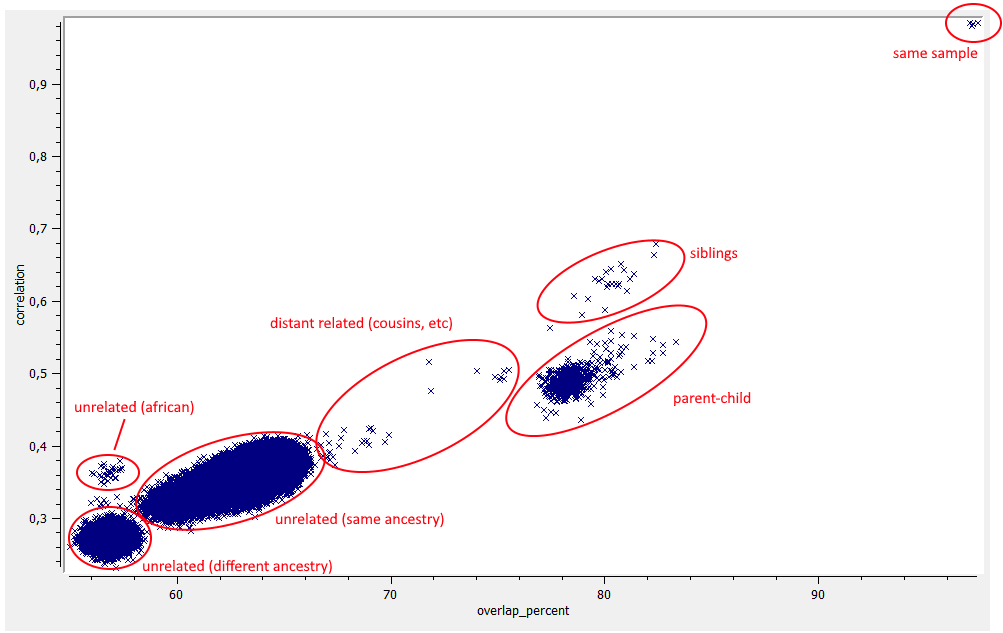 same sample
0,9
0,8
0,7
siblings
0,6
distant related (cousins, etc)
0,5
parent-child
unrelated (african)
0,4
unrelated (same ancestry)
0,3
unrelated (different ancestry)
correlation
60
70
80
90
overlap_percent